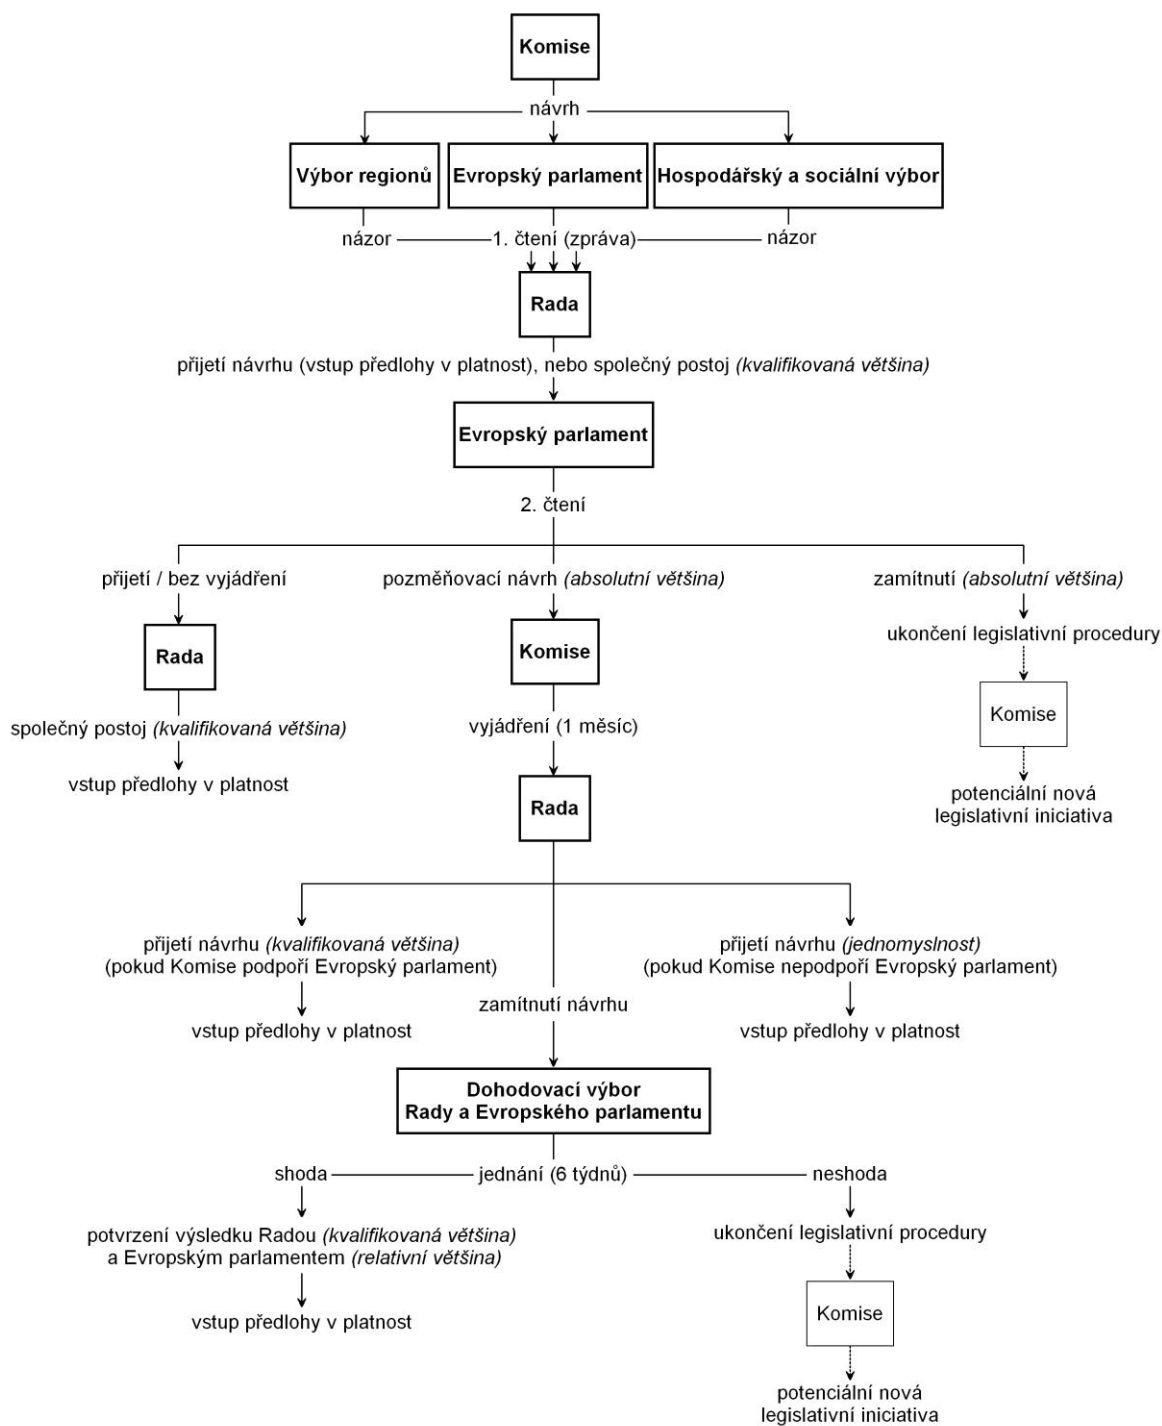 Komise
návrh
Výbor regionů
Evropský parlament
Hospodářský a sociální výbor
názor
1. čtení (zpráva)
názor
Rada
přijetí návrhu (vstup předlohy v platnost), nebo společný postoj (kvalifikovaná většina)
Evropský parlament
2. čtení
přijetí / bez vyjádření
pozměňovací návrh (absolutní většina)
zamítnutí (absolutní většina)
Rada
Komise
ukončení legislativní procedury
Komise
společný postoj (kvalifikovaná většina)
vyjádření (1 měsíc)
vstup předlohy v platnost
Rada
potenciální nová
legislativní iniciativa
přijetí návrhu (kvalifikovaná většina)
(pokud Komise podpoří Evropský parlament)
přijetí návrhu (jednomyslnost)
(pokud Komise nepodpoří Evropský parlament)
vstup předlohy v platnost
zamítnutí návrhu
vstup předlohy v platnost
Dohodovací výbor
Rady a Evropského parlamentu
shoda
jednání (6 týdnů)
neshoda
potvrzení výsledku Radou (kvalifikovaná většina)
a Evropským parlamentem (relativní většina)
ukončení legislativní procedury
vstup předlohy v platnost
Komise
potenciální nová
legislativní iniciativa